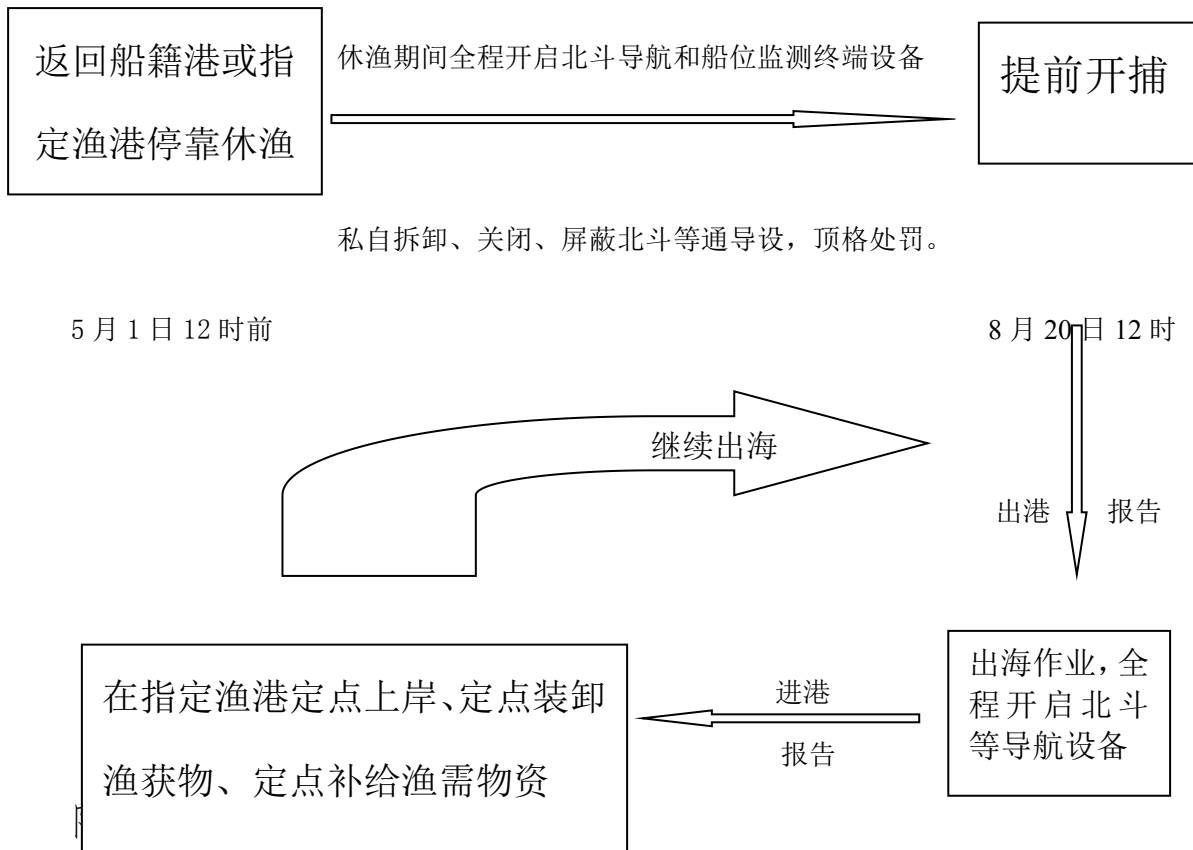 返回船籍港或指
定渔港停靠休渔
休渔期间全程开启北斗导航和船位监测终端设备
提前开捕
私自拆卸、关闭、屏蔽北斗等通导设，顶格处罚。
5月1日12时前
8月20日12时
继续出海
出港 报告
出海作业，全
程开启北斗
等导航设备
进港
报告
在指定渔港定点上岸、定点装卸
渔获物、定点补给渔需物资